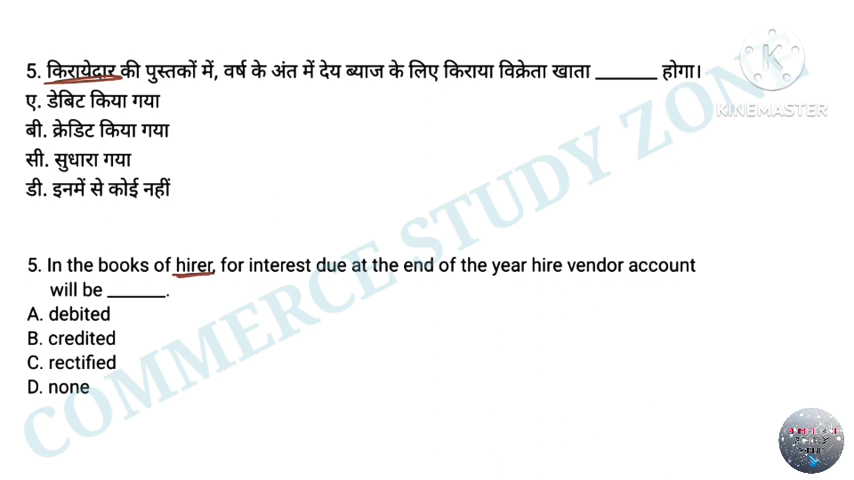 5. किरायेदार की पुस्तकों में, वर्ष के अंत में देय ब्याज के लिए किराया विक्रेता खाता _______ होगा।
ए. डेबिट किया गया
बी. क्रेडिट किया गया
सी. सुधारा गया
डी. इनमें से कोई नहीं
5. In the books of hirer, for interest due at the end of the year hire vendor account
will be _______.
A. debited
B. credited
C. rectified
D. none
COMMERCE STUDY ZONE
K
KINEMASTER